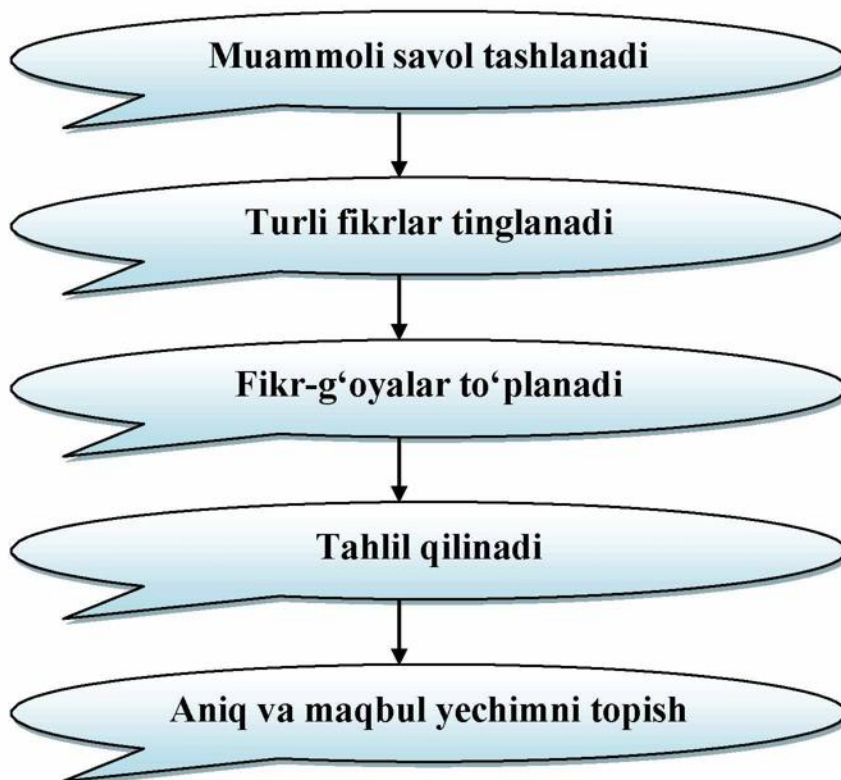 Muammoli savol tashlanadi
Turli fikrlar tinglanadi
Fikr-g‘oyalar to‘planadi
Tahlil qilinadi
Aniq va maqbul yechimni topish